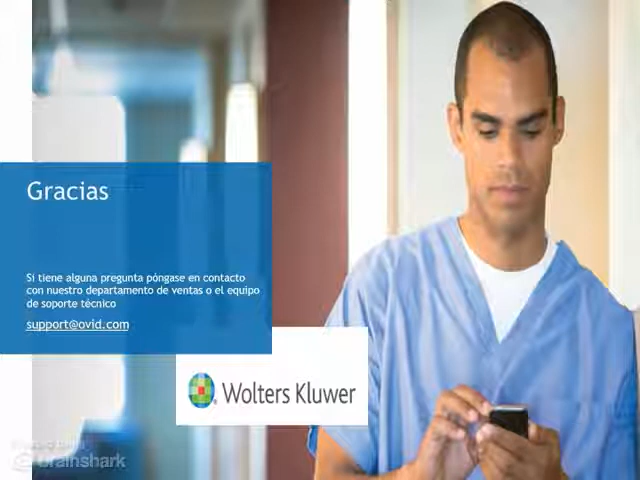 Gracias
Si tiene alguna pregunta póngase en contacto
con nuestro departamento de ventas o el equipo
de soporte técnico
support@ovid.com
Wolters Kluwer
brainshark